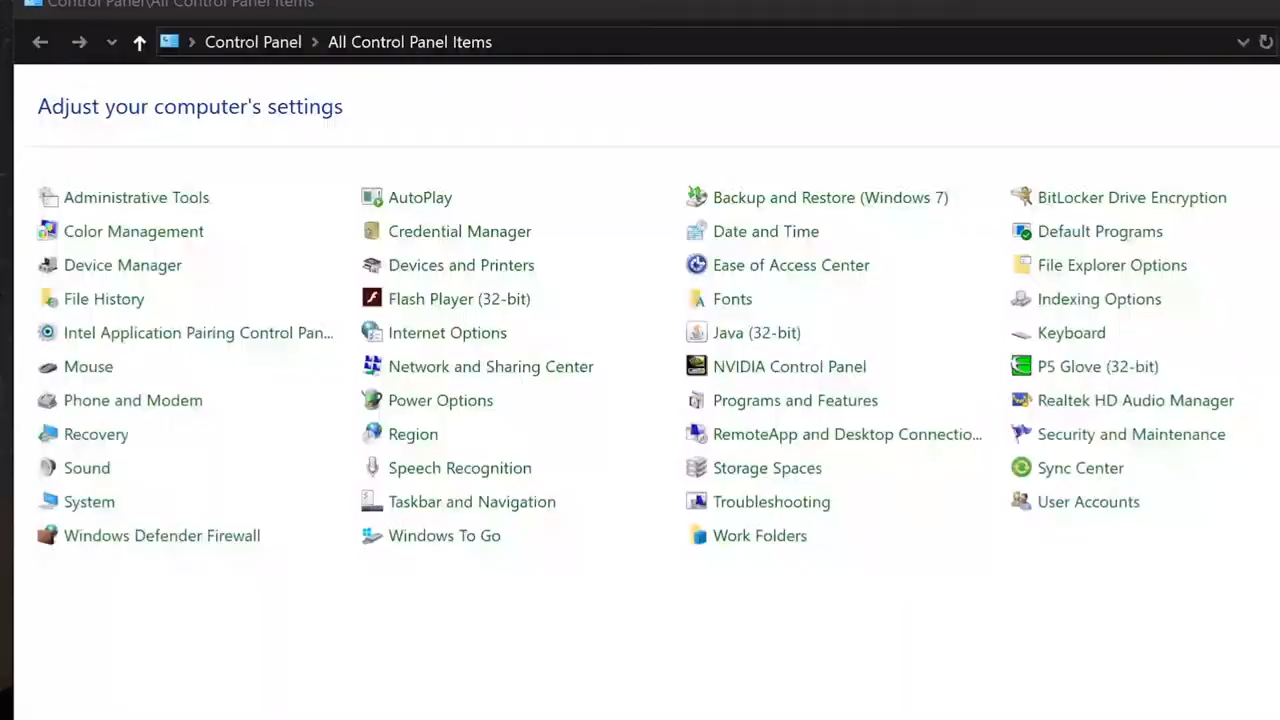 Control Panel\All Control Panel Items
Control Panel > All Control Panel Items
Adjust your computer's settings
Administrative Tools
AutoPlay
Backup and Restore (Windows 7)
BitLocker Drive Encryption
Color Management
Credential Manager
Date and Time
Default Programs
Device Manager
Devices and Printers
Ease of Access Center
File Explorer Options
File History
Flash Player (32-bit)
Fonts
Indexing Options
Intel Application Pairing Control Pan...
Internet Options
Java (32-bit)
Keyboard
Mouse
Network and Sharing Center
NVIDIA Control Panel
P5 Glove (32-bit)
Phone and Modem
Power Options
Programs and Features
Realtek HD Audio Manager
Recovery
Region
RemoteApp and Desktop Connectio...
Security and Maintenance
Sound
Speech Recognition
Storage Spaces
Sync Center
System
Taskbar and Navigation
Troubleshooting
User Accounts
Windows Defender Firewall
Windows To Go
Work Folders